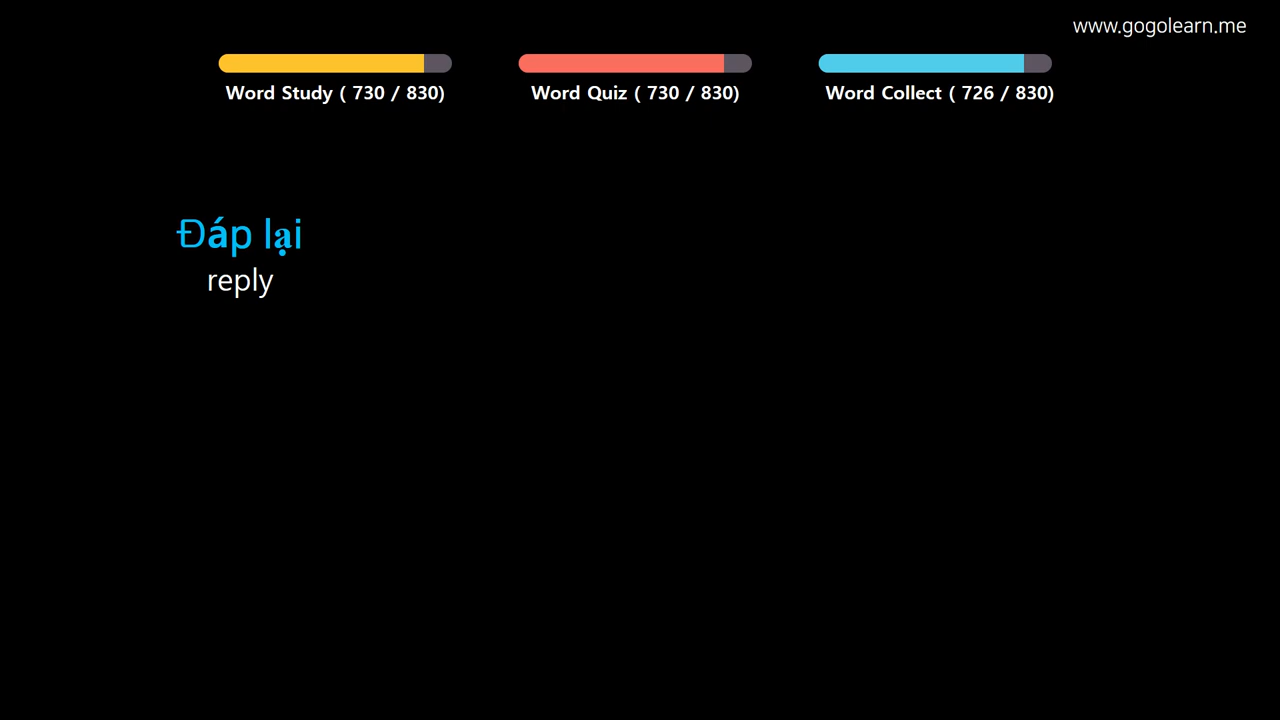 www.gogolearn.me
Word Study ( 730 / 830)
Word Quiz ( 730 / 830)
Word Collect ( 726 / 830)
Đáp lại
reply